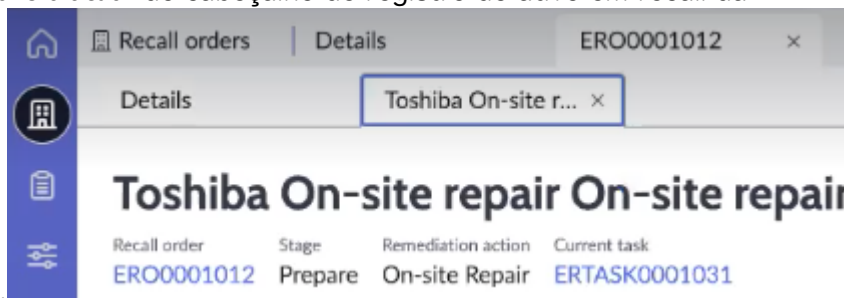 Recall orders | Details ERO0001012 ×
Details Toshiba On-site r... ×
Toshiba On-site repair On-site repair
Recall order Stage Remediation action Current task
ERO0001012 Prepare On-site Repair ERTASK0001031